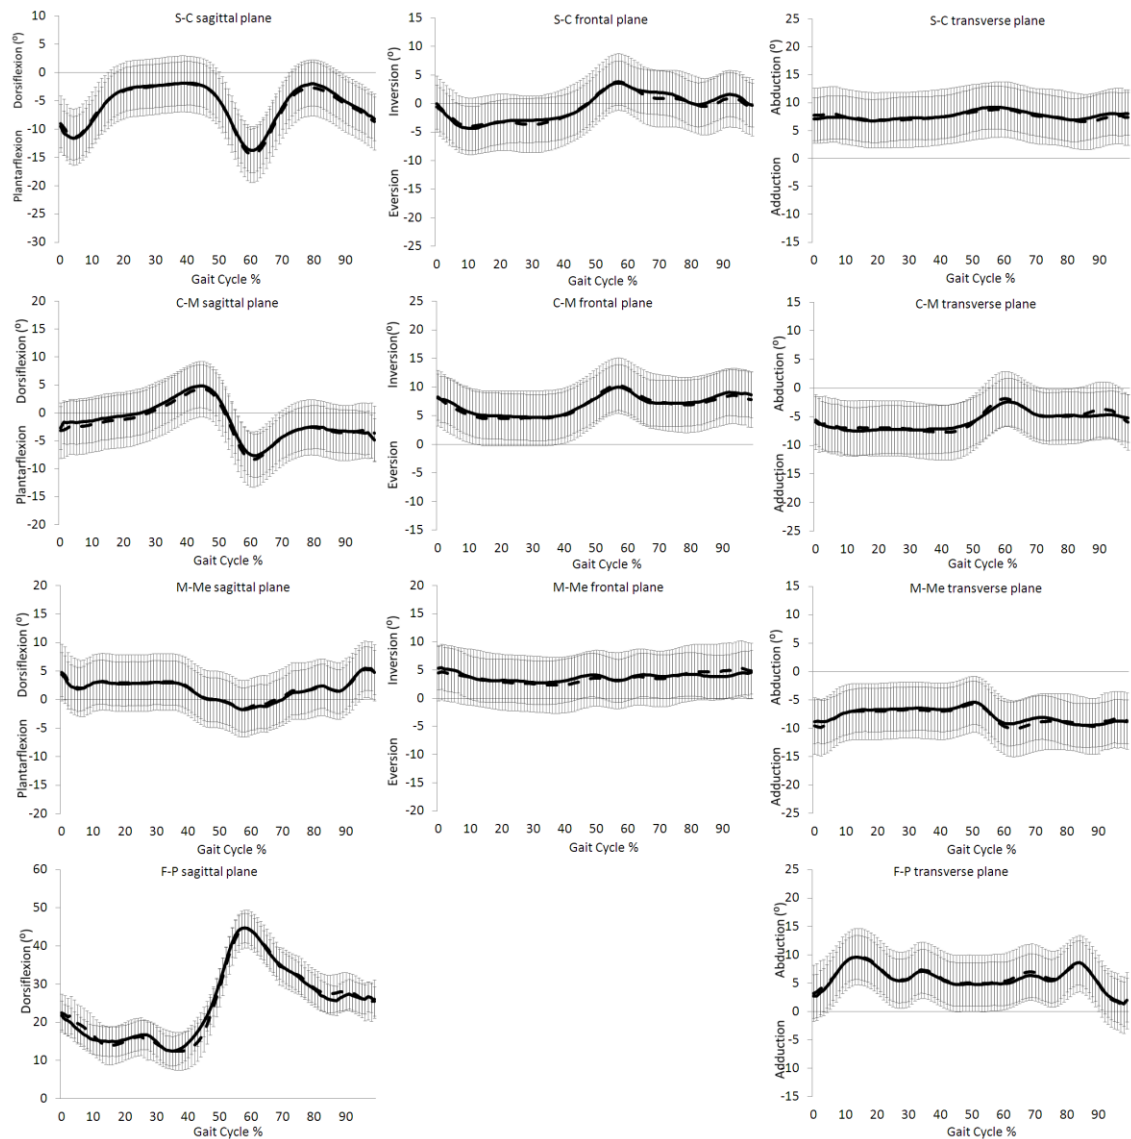 S-C sagittal plane
Dorsiflexion (°)
Plantarflexion
10
5
0
-5
-10
-15
-20
-25
-30
0 10 20 30 40 50 60 70 80 90
Gait Cycle %
S-C frontal plane
Inversion (°)
Eversion
15
10
5
0
-5
-10
-15
-20
-25
0 10 20 30 40 50 60 70 80 90
Gait Cycle %
S-C transverse plane
Abduction (°)
Adduction
25
20
15
10
5
0
-5
-10
-15
0 10 20 30 40 50 60 70 80 90
Gait Cycle %
C-M sagittal plane
Dorsiflexion (°)
Plantarflexion
20
15
10
5
0
-5
-10
-15
-20
0 10 20 30 40 50 60 70 80 90
Gait Cycle %
C-M frontal plane
Inversion(°)
Eversion
25
20
15
10
5
0
-5
-10
-15
0 10 20 30 40 50 60 70 80 90
Gait Cycle %
C-M transverse plane
Abduction (°)
Adduction
15
10
5
0
-5
-10
-15
-20
-25
0 10 20 30 40 50 60 70 80 90
Gait Cycle %
M-Me sagittal plane
Dorsiflexion (°)
Plantarflexion
20
15
10
5
0
-5
-10
-15
-20
0 10 20 30 40 50 60 70 80 90
Gait Cycle %
M-Me frontal plane
Inversion (°)
Eversion
20
15
10
5
0
-5
-10
-15
-20
0 10 20 30 40 50 60 70 80 90
Gait Cycle %
M-Me transverse plane
Abduction (°)
Adduction
15
10
5
0
-5
-10
-15
-20
-25
0 10 20 30 40 50 60 70 80 90
Gait Cycle %
F-P sagittal plane
Dorsiflexion (°)
60
50
40
30
20
10
0
0 10 20 30 40 50 60 70 80 90
Gait Cycle %
F-P transverse plane
Abduction (°)
Adduction
25
20
15
10
5
0
-5
-10
-15
0 10 20 30 40 50 60 70 80 90
Gait Cycle %